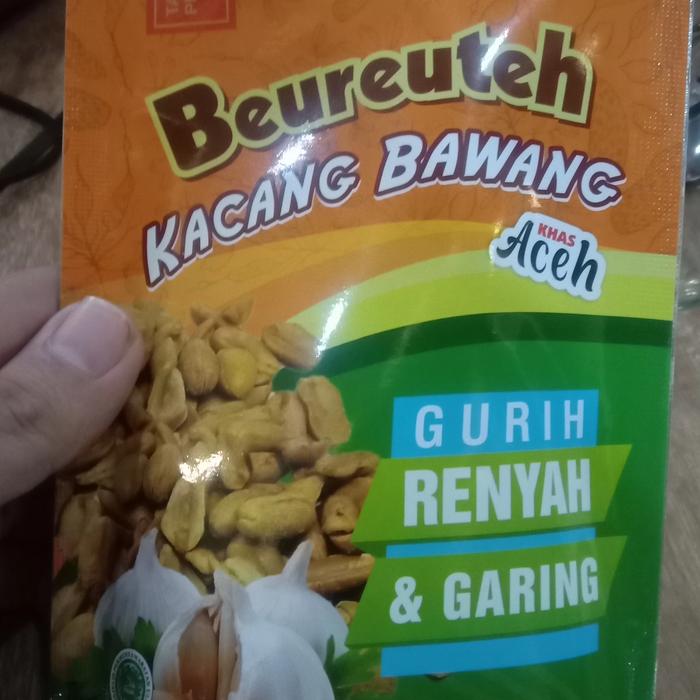 Beureuteh
KACANG BAWANG
KHAS
Aceh
GURIH
RENYAH
& GARING